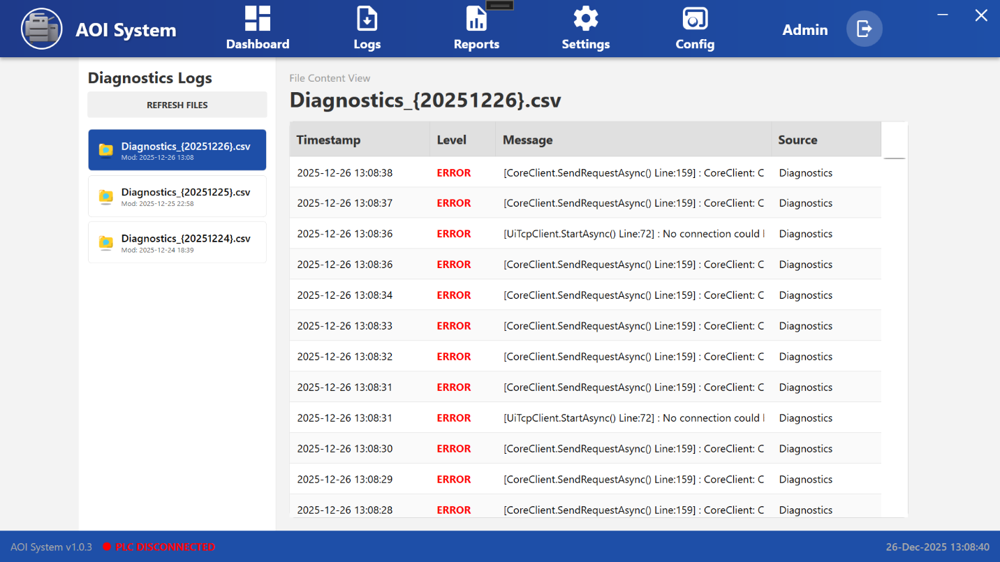 AOI System
Dashboard
Logs
Reports
Settings
Config
Admin
Diagnostics Logs
REFRESH FILES
Diagnostics_{20251226}.csv
Mod: 2025-12-26 13:08
Diagnostics_{20251225}.csv
Mod: 2025-12-25 22:58
Diagnostics_{20251224}.csv
Mod: 2025-12-24 18:39
File Content View
Diagnostics_{20251226}.csv
Timestamp Level Message Source
2025-12-26 13:08:38 ERROR [CoreClient.SendRequestAsync() Line:159] : CoreClient: C Diagnostics
2025-12-26 13:08:37 ERROR [CoreClient.SendRequestAsync() Line:159] : CoreClient: C Diagnostics
2025-12-26 13:08:36 ERROR [UiTcpClient.StartAsync() Line:72] : No connection could Diagnostics
2025-12-26 13:08:36 ERROR [CoreClient.SendRequestAsync() Line:159] : CoreClient: C Diagnostics
2025-12-26 13:08:34 ERROR [CoreClient.SendRequestAsync() Line:159] : CoreClient: C Diagnostics
2025-12-26 13:08:33 ERROR [CoreClient.SendRequestAsync() Line:159] : CoreClient: C Diagnostics
2025-12-26 13:08:32 ERROR [CoreClient.SendRequestAsync() Line:159] : CoreClient: C Diagnostics
2025-12-26 13:08:31 ERROR [CoreClient.SendRequestAsync() Line:159] : CoreClient: C Diagnostics
2025-12-26 13:08:31 ERROR [UiTcpClient.StartAsync() Line:72] : No connection could Diagnostics
2025-12-26 13:08:30 ERROR [CoreClient.SendRequestAsync() Line:159] : CoreClient: C Diagnostics
2025-12-26 13:08:29 ERROR [CoreClient.SendRequestAsync() Line:159] : CoreClient: C Diagnostics
2025-12-26 13:08:28 ERROR [CoreClient.SendRequestAsync() Line:159] : CoreClient: C Diagnostics
AOI System v1.0.3 PLC DISCONNECTED 26-Dec-2025 13:08:40